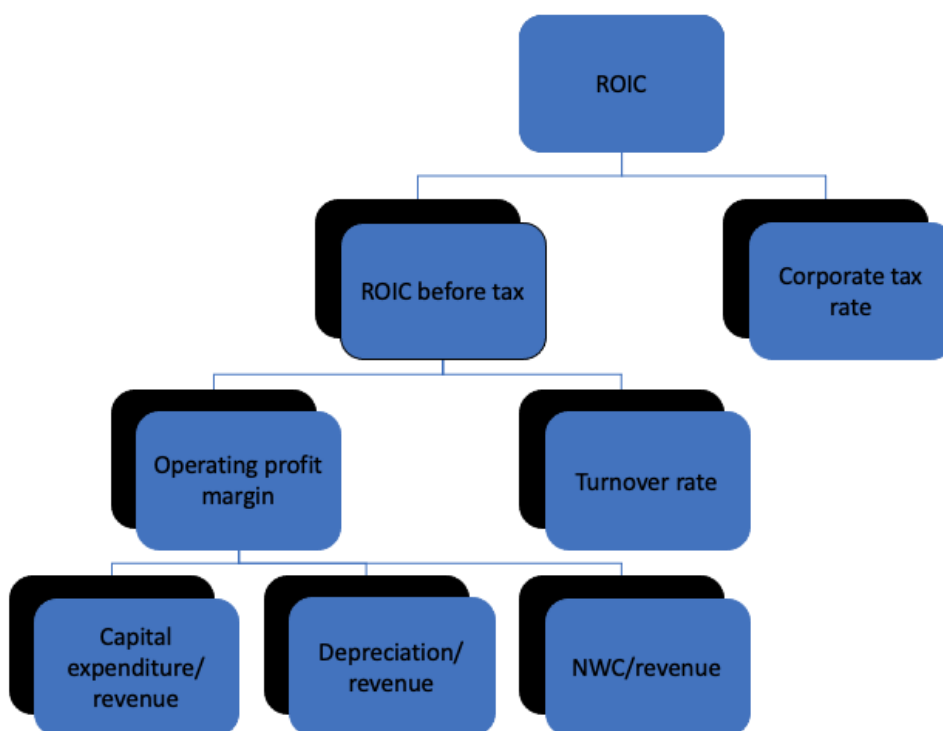 ROIC
ROIC before tax
Corporate tax
rate
Operating profit
margin
Turnover rate
Capital
expenditure/
revenue
Depreciation/
revenue
NWC/revenue